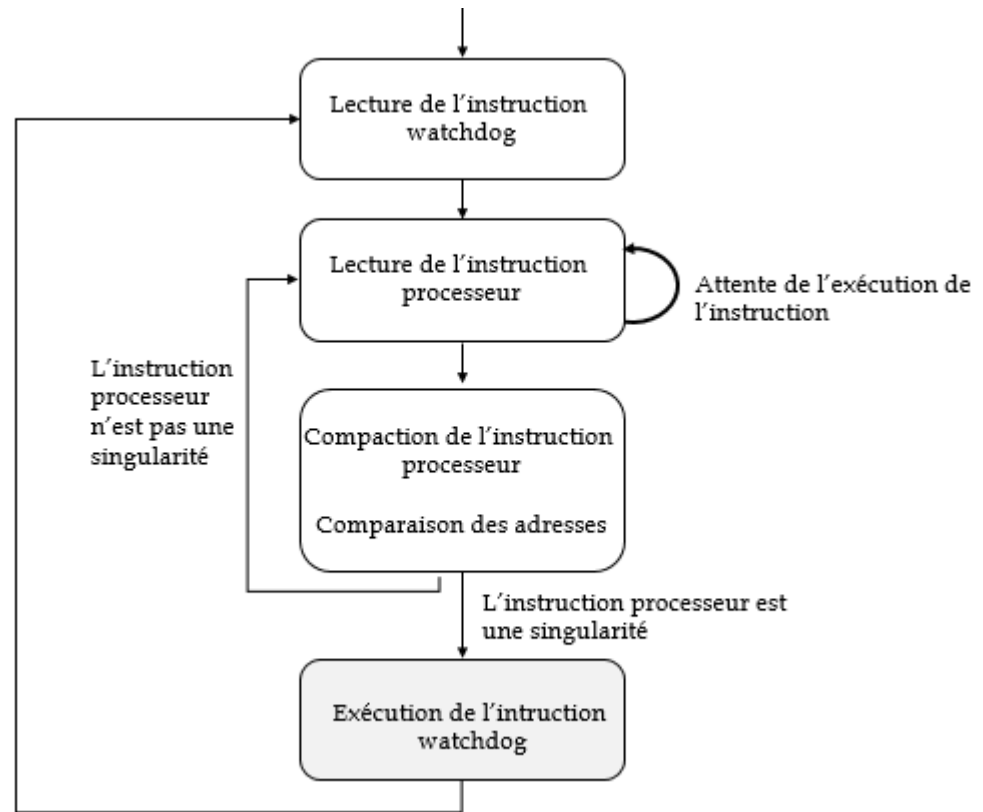 Lecture de l'instruction
watchdog
Lecture de l'instruction
processeur
Attente de l'exécution de
l'instruction
L'instruction
processeur
n'est pas une
singularité
Compaction de l'instruction
processeur
Comparaison des adresses
L'instruction processeur est
une singularité
Exécution de l'intruction
watchdog